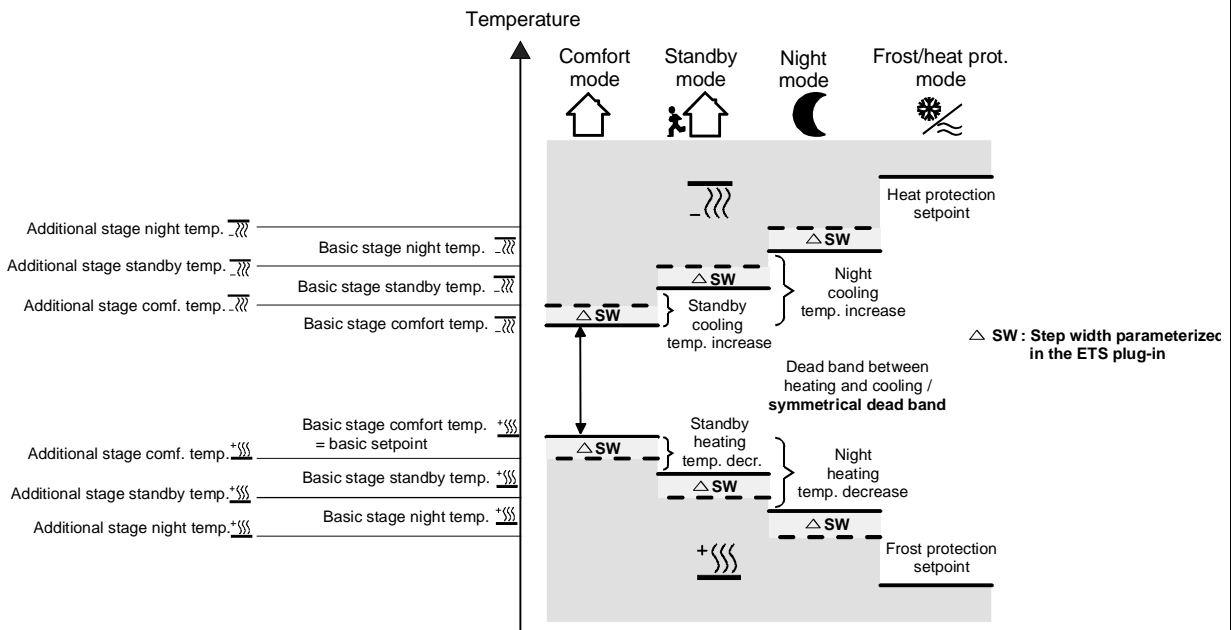 Temperature
Comfort
mode
Standby
mode
Night
mode
Frost/heat prot.
mode
Additional stage night temp.
Basic stage night temp.
Additional stage standby temp.
Basic stage standby temp.
Additional stage comf. temp.
Basic stage comfort temp.
Heat protection
setpoint
△ SW
△ SW
△ SW
Night
cooling
temp. increase
Standby
cooling
temp. increase
△ SW : Step width parameterized
in the ETS plug-in
Dead band between
heating and cooling /
symmetrical dead band
Basic stage comfort temp.
= basic setpoint
Additional stage comf. temp.
Basic stage standby temp.
Additional stage standby temp.
Basic stage night temp.
Additional stage night temp.
△ SW
Standby
heating
temp. decr.
△ SW
Night
heating
temp. decrease
△ SW
Frost protection
setpoint